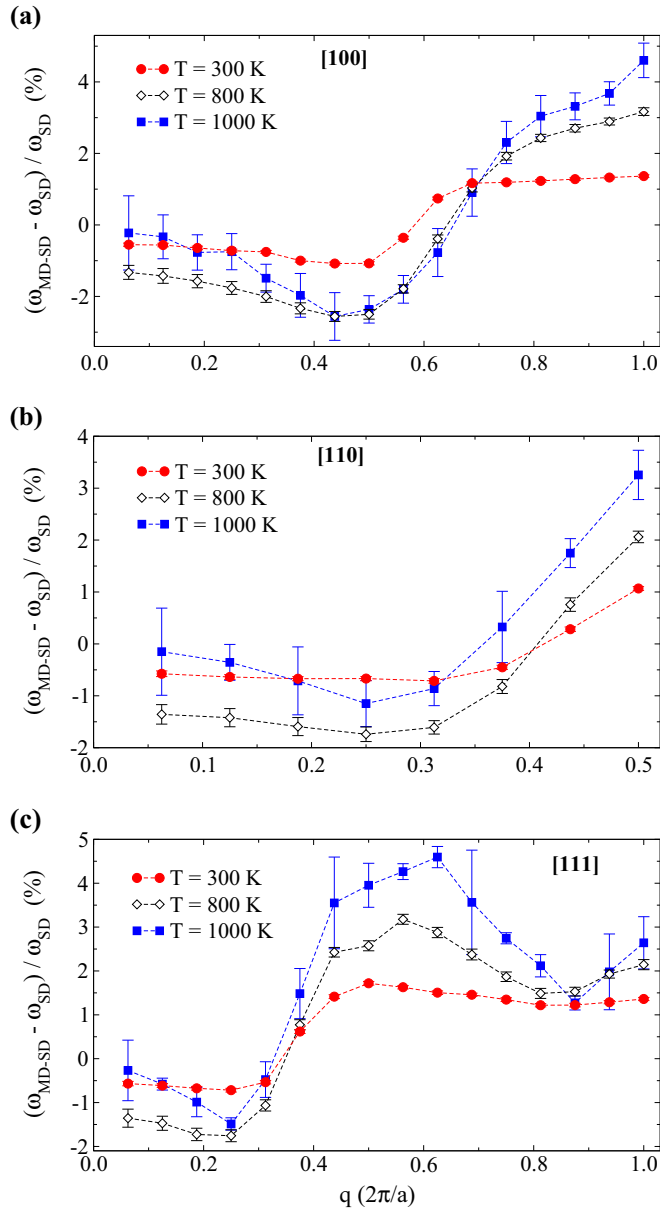 (a)
[100]
T = 300 K
T = 800 K
T = 1000 K
(ω_MD-SD - ω_SD) / ω_SD (%)
4
2
0
-2
0.0 0.2 0.4 0.6 0.8 1.0
(b)
[110]
T = 300 K
T = 800 K
T = 1000 K
(ω_MD-SD - ω_SD) / ω_SD (%)
4
3
2
1
0
-1
-2
0.0 0.1 0.2 0.3 0.4 0.5
(c)
[111]
T = 300 K
T = 800 K
T = 1000 K
(ω_MD-SD - ω_SD) / ω_SD (%)
5
4
3
2
1
0
-1
-2
0.0 0.2 0.4 0.6 0.8 1.0
q (2π/a)